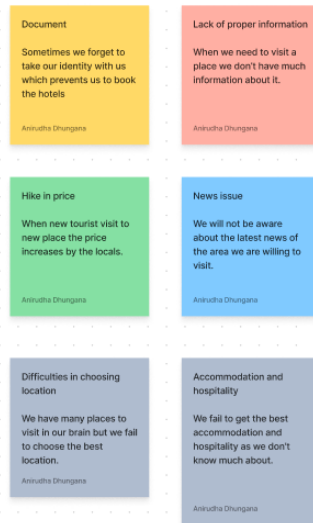 Document
Sometimes we forget to
take our identity with us
which prevents us to book
the hotels
Anirudha Dhungana
Lack of proper information
When we need to visit a
place we don't have much
information about it.
Anirudha Dhungana
Hike in price
When new tourist visit to
new place the price
increases by the locals.
Anirudha Dhungana
News issue
We will not be aware
about the latest news of
the area we are willing to
visit.
Anirudha Dhungana
Difficulties in choosing
location
We have many places to
visit in our brain but we fail
to choose the best
location.
Anirudha Dhungana
Accommodation and
hospitality
We fail to get the best
accommodation and
hospitality as we don't
know much about.
Anirudha Dhungana